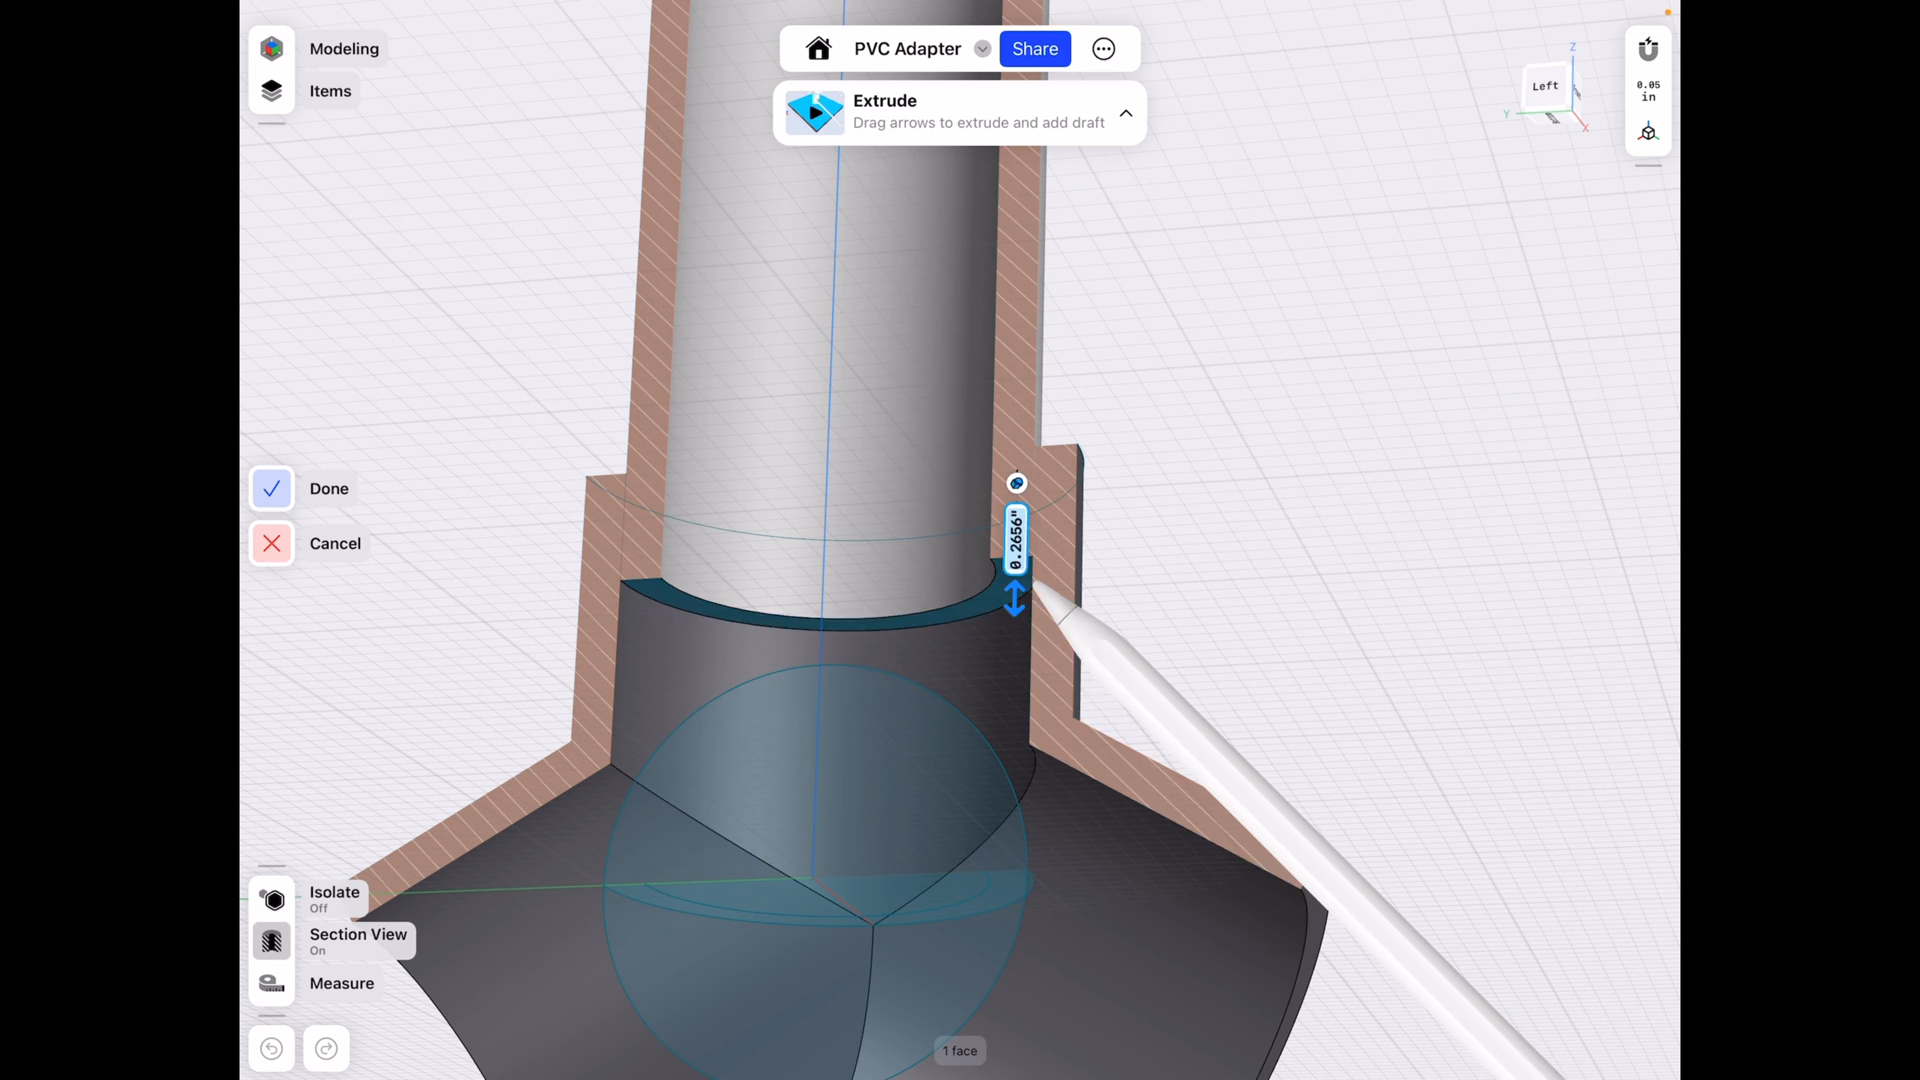 Modeling
Items
PVC Adapter
Share
Extrude
Drag arrows to extrude and add draft
Z
Left
Y
X
0.05
in
0.2656"
Done
Cancel
Isolate
Off
Section View
On
Measure
1 face